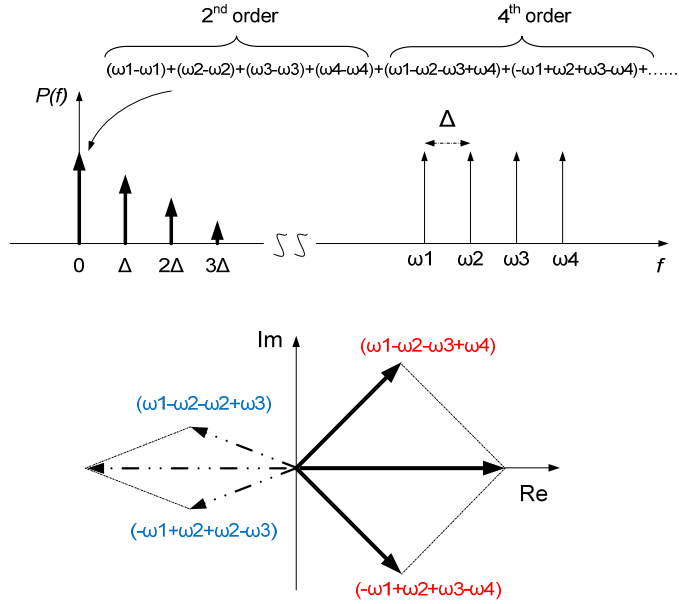 2nd order
4th order
(ω1-ω1)+(ω2-ω2)+(ω3-ω3)+(ω4-ω4)+(ω1-ω2-ω3+ω4)+(-ω1+ω2+ω3-ω4)+......
P(f)
Δ
0
Δ
2Δ
3Δ
ω1
ω2
ω3
ω4
f
Im
(ω1-ω2-ω3+ω4)
(ω1-ω2-ω2+ω3)
Re
(-ω1+ω2+ω2-ω3)
(-ω1+ω2+ω3-ω4)